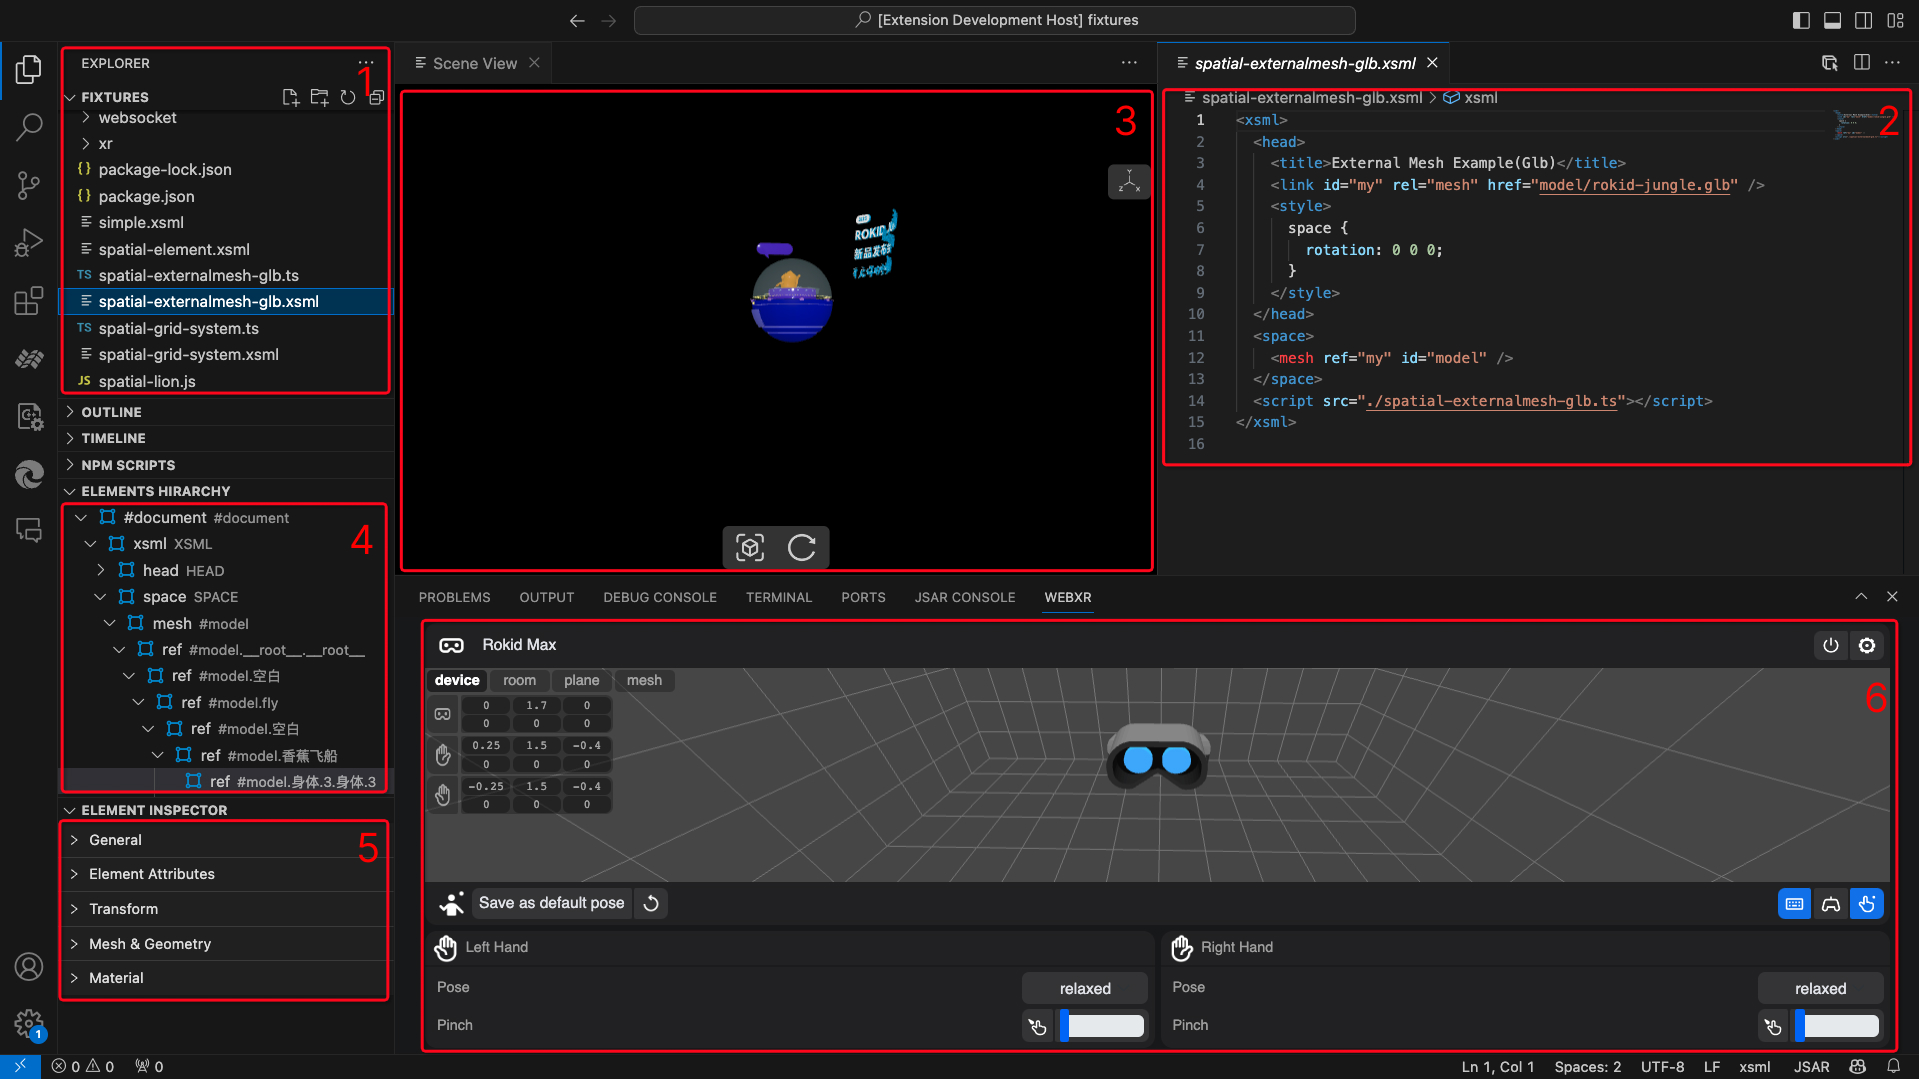 [Extension Development Host] fixtures
EXPLORER
1
FIXTURES
websocket
xr
{} package-lock.json
{} package.json
simple.xsml
spatial-element.xsml
TS spatial-externalmesh-glb.ts
spatial-externalmesh-glb.xsml
TS spatial-grid-system.ts
spatial-grid-system.xsml
JS spatial-lion.js
OUTLINE
TIMELINE
NPM SCRIPTS
ELEMENTS HIRARCHY
4
#document #document
xsml XSML
head HEAD
space SPACE
mesh #model
ref #model.__root__.__root__
ref #model.空白
ref #model.fly
ref #model.空白
ref #model.香蕉飞船
ref #model.身体.3.身体.3
ELEMENT INSPECTOR
5
General
Element Attributes
Transform
Mesh & Geometry
Material
1
Scene View
3
Y
Z X
ROKID
新品发布
spatial-externalmesh-glb.xsml
spatial-externalmesh-glb.xsml > xsml
2
1 <xsml>
2 <head>
3 <title>External Mesh Example(Glb)</title>
4 <link id="my" rel="mesh" href="model/rokid-jungle.glb" />
5 <style>
6 space {
7 rotation: 0 0 0;
8 }
9 </style>
10 </head>
11 <space>
12 <mesh ref="my" id="model" />
13 </space>
14 <script src="./spatial-externalmesh-glb.ts"></script>
15 </xsml>
16
PROBLEMS OUTPUT DEBUG CONSOLE TERMINAL PORTS JSAR CONSOLE WEBXR
Rokid Max
6
device room plane mesh
0 1.7 0
0 0 0
0.25 1.5 -0.4
0 0 0
-0.25 1.5 -0.4
0 0 0
Save as default pose
Left Hand
Pose relaxed
Pinch
Right Hand
Pose relaxed
Pinch
0 0 0
Ln 1, Col 1 Spaces: 2 UTF-8 LF xsml JSAR